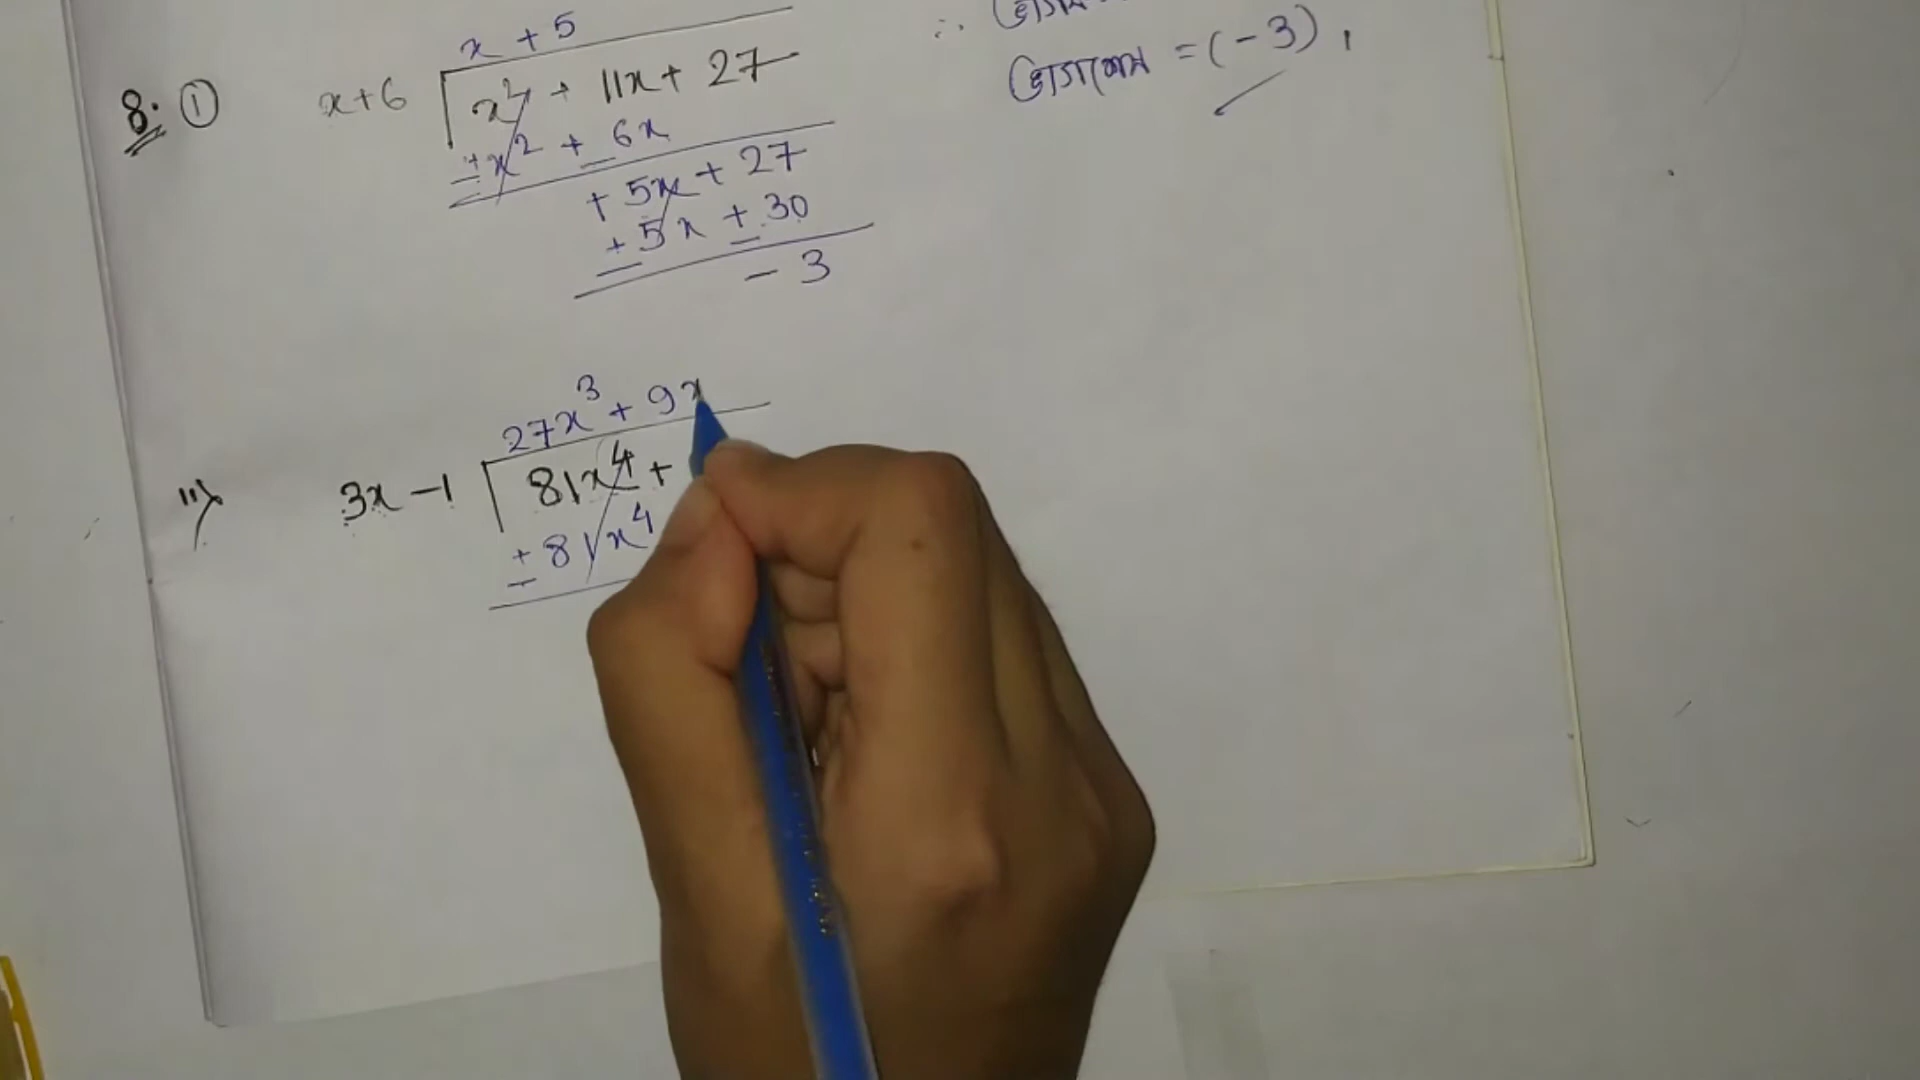 x + 5
8. ① x+6 x² + 11x + 27
x² + 6x
+ 5x + 27
+ 5x + 30
- 3
∴
= (-3),
27x³ + 9x
ii) 3x - 1 81x⁴ +
81x⁴